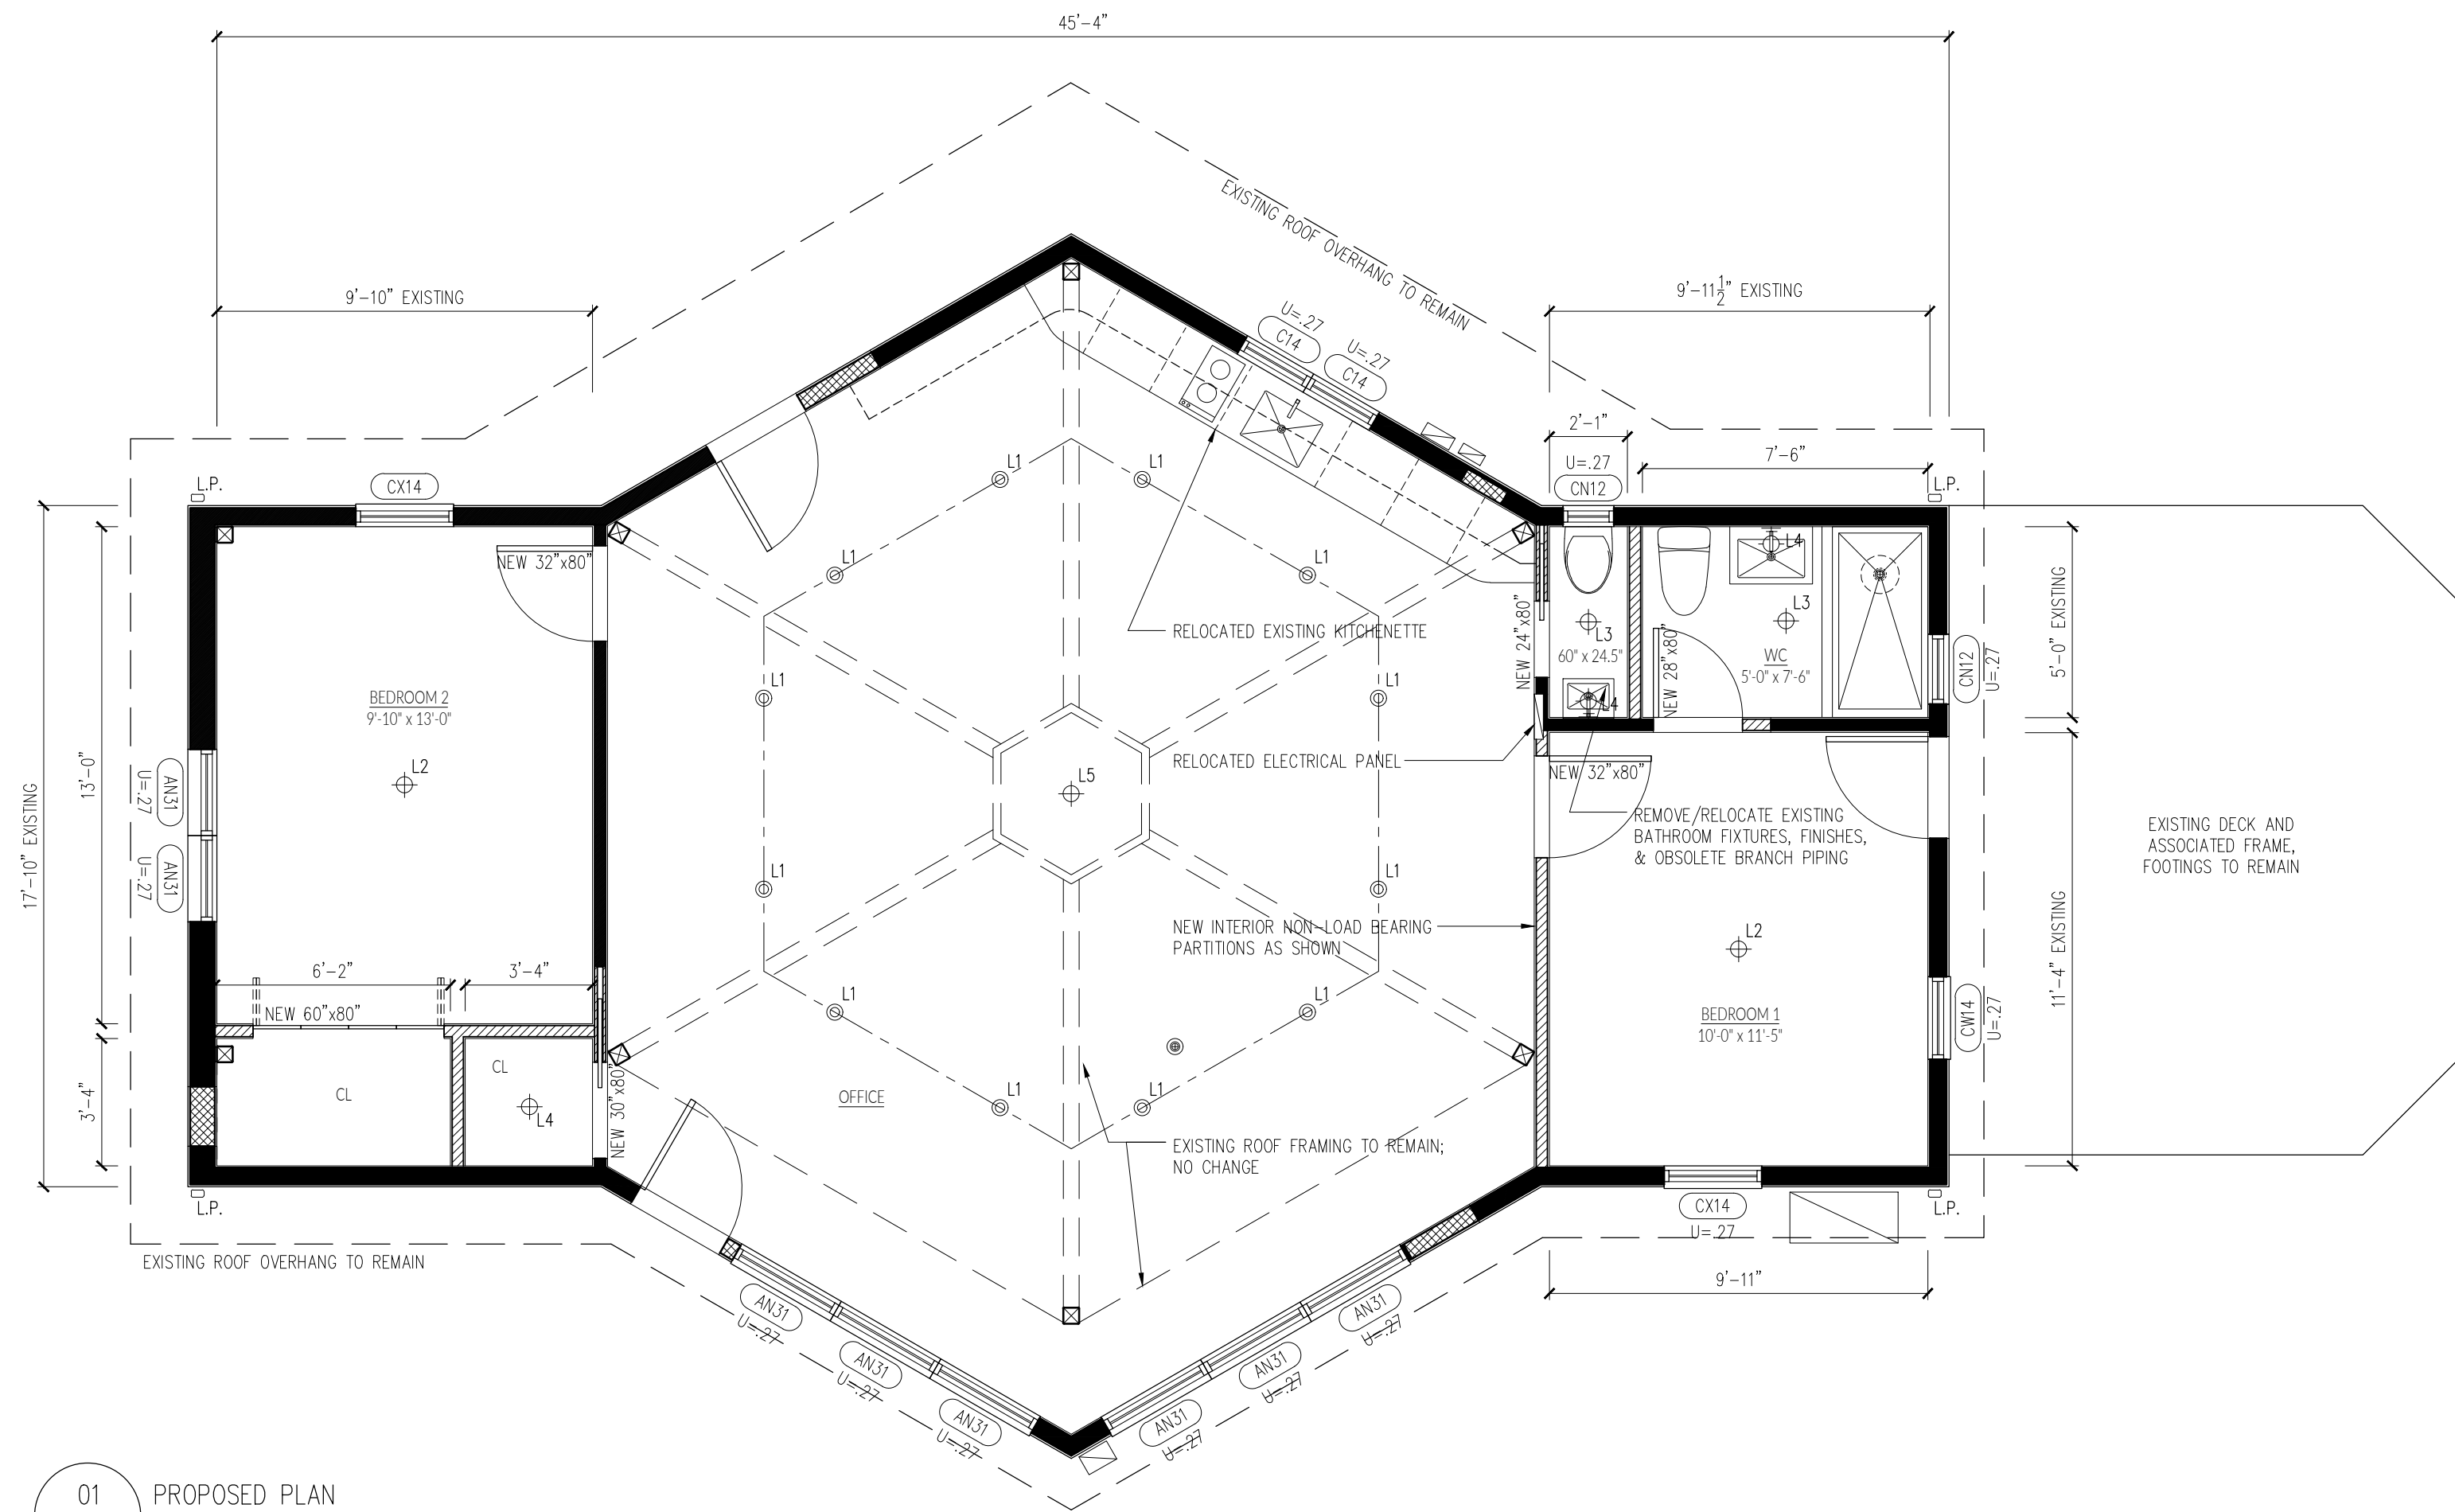 45'-4"
EXISTING ROOF OVERHANG TO REMAIN
9'-10" EXISTING
9'-11 1/2" EXISTING
U=.27
C14
U=.27
C14
2'-1"
7'-6"
U=.27
CN12
L.P.
CX14
L.P.
L1
L1
L1
L1
L4
NEW 32"x80"
NEW 24"x80"
L3
60" x 24.5"
L4
NEW 28"x80"
L3
WC
5'-0" x 7'-6"
CN12
U=.27
5'-0" EXISTING
RELOCATED EXISTING KITCHENETTE
BEDROOM 2
9'-10" x 13'-0"
L1
L1
17'-10" EXISTING
13'-0"
U=.27
AN31
U=.27
AN31
L2
L5
RELOCATED ELECTRICAL PANEL
NEW 32"x80"
REMOVE/RELOCATE EXISTING
BATHROOM FIXTURES, FINISHES,
& OBSOLETE BRANCH PIPING
EXISTING DECK AND
ASSOCIATED FRAME,
FOOTINGS TO REMAIN
L1
L1
NEW INTERIOR NON-LOAD BEARING
PARTITIONS AS SHOWN
L2
11'-4" EXISTING
6'-2"
3'-4"
NEW 60"x80"
L1
L1
BEDROOM 1
10'-0" x 11'-5"
CW14
U=.27
3'-4"
CL
CL
L4
NEW 30"x80"
OFFICE
L1
L1
EXISTING ROOF FRAMING TO REMAIN;
NO CHANGE
L.P.
L.P.
CX14
U=.27
EXISTING ROOF OVERHANG TO REMAIN
9'-11"
AN31
U=.27
AN31
U=.27
AN31
U=.27
AN31
U=.27
AN31
U=.27
AN31
U=.27
01
PROPOSED PLAN